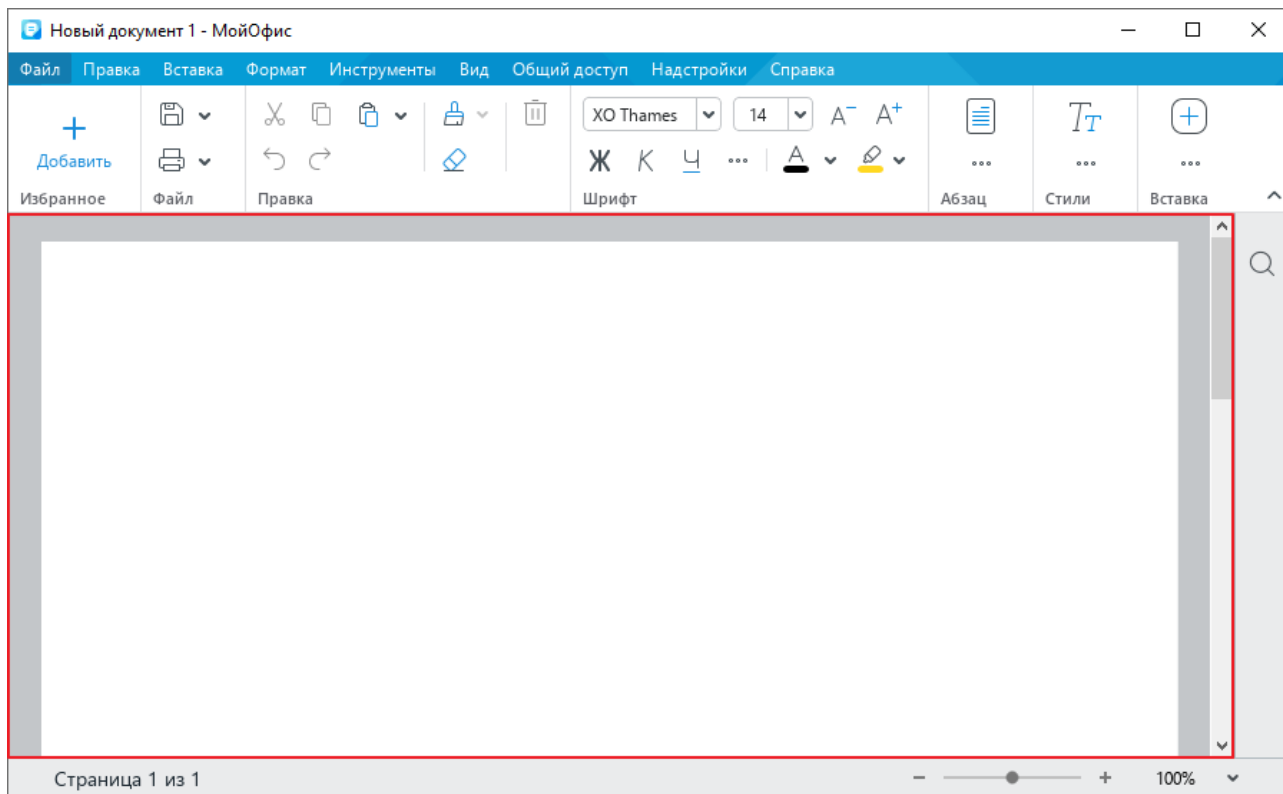 Новый документ 1 - МойОфис
Файл Правка Вставка Формат Инструменты Вид Общий доступ Надстройки Справка
XO Thames 14 A⁻ A⁺
Добавить Ж К Ч A
Избранное Файл Правка Шрифт Абзац Стили Вставка
Страница 1 из 1 100%